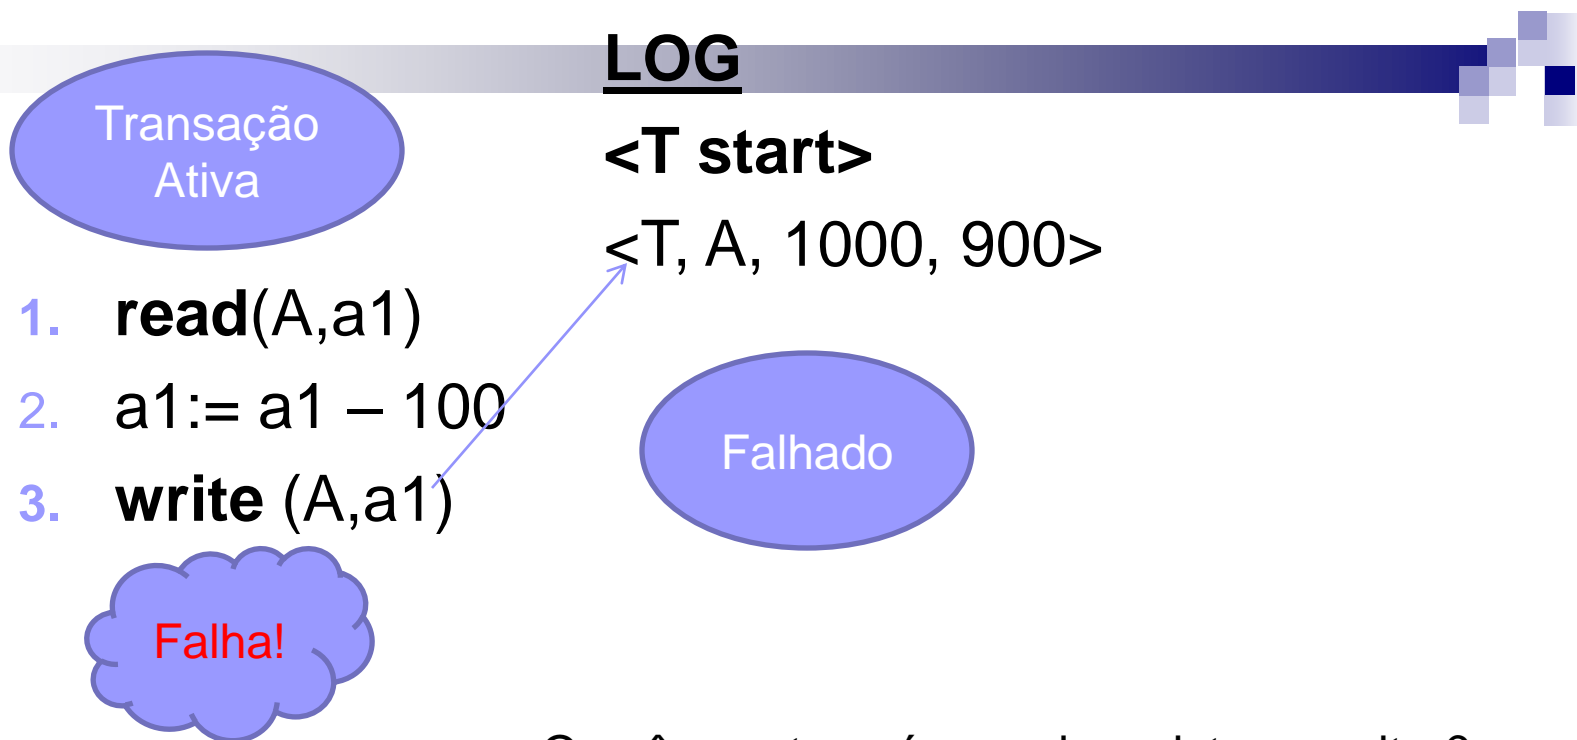 LOG
Transação
Ativa
<T start>
<T, A, 1000, 900>
1. read(A,a1)
2. a1:= a1 – 100
3. write (A,a1)
Falhado
Falha!